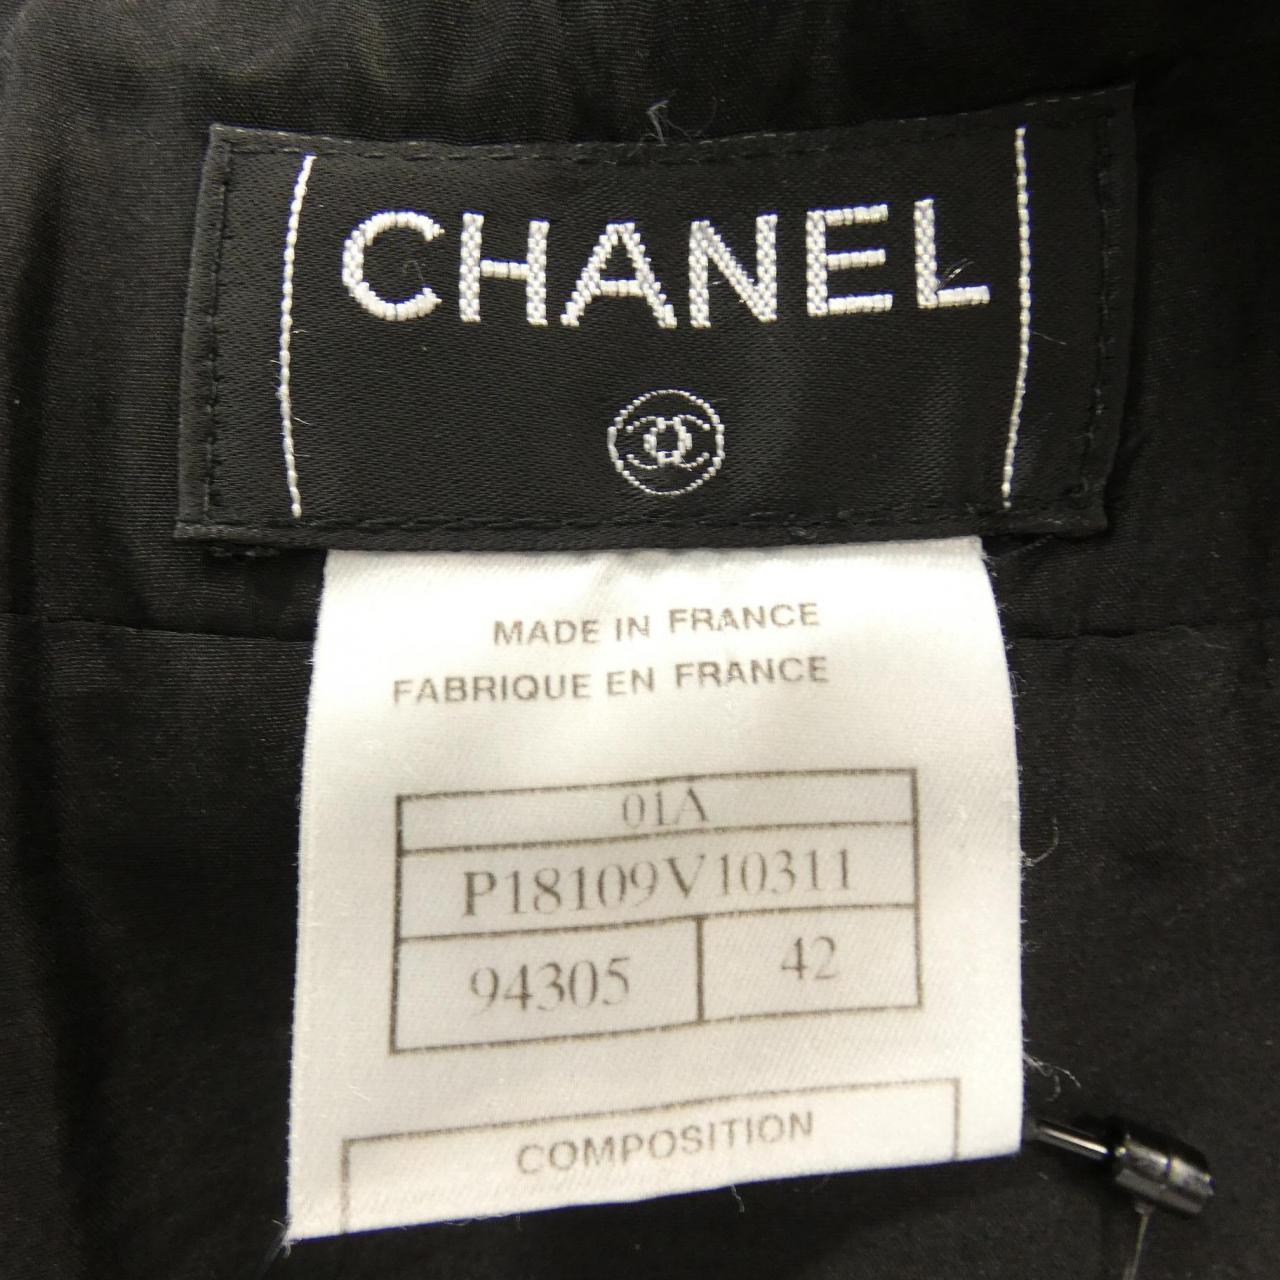 CHANEL
MADE IN FRANCE
FABRIQUE EN FRANCE
01A
P18109V10311
94305 42
COMPOSITION